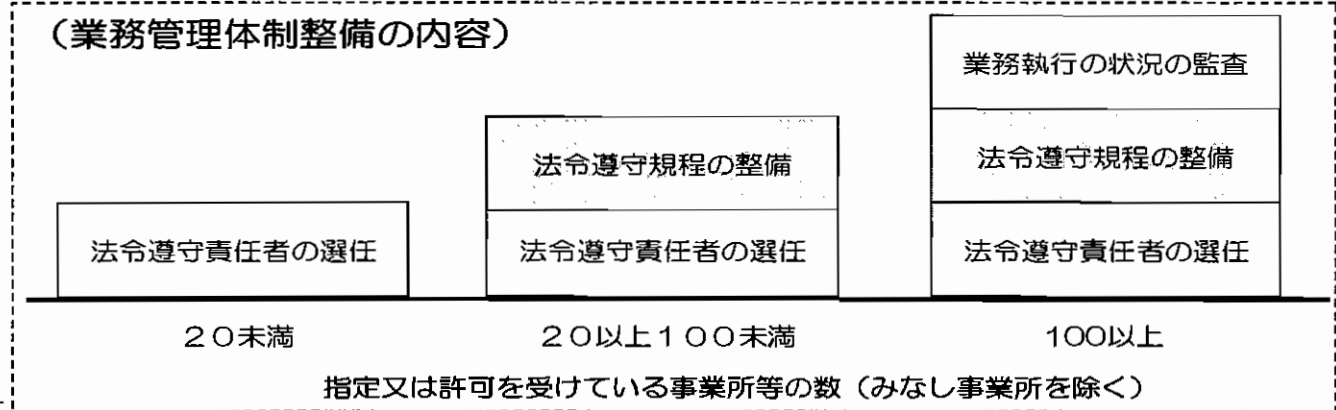 （業務管理体制整備の内容）
業務執行の状況の監査
法令遵守規程の整備
法令遵守規程の整備
法令遵守責任者の選任
法令遵守責任者の選任
法令遵守責任者の選任
２０未満
２０以上１００未満
100以上
指定又は許可を受けている事業所等の数（みなし事業所を除く）